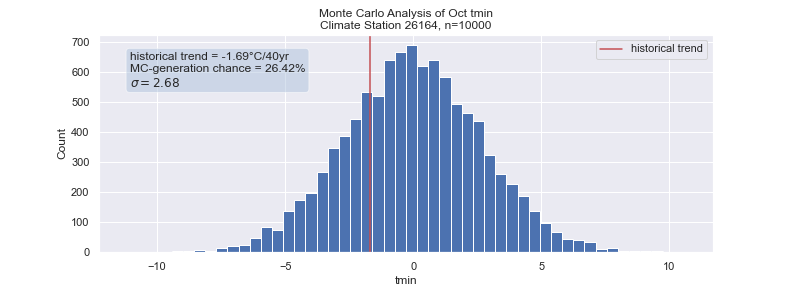 Monte Carlo Analysis of Oct tmin
Climate Station 26164, n=10000
historical trend = -1.69°C/40yr
MC-generation chance = 26.42%
σ = 2.68
historical trend
700
600
500
400
300
200
100
0
Count
−10
−5
0
5
10
tmin